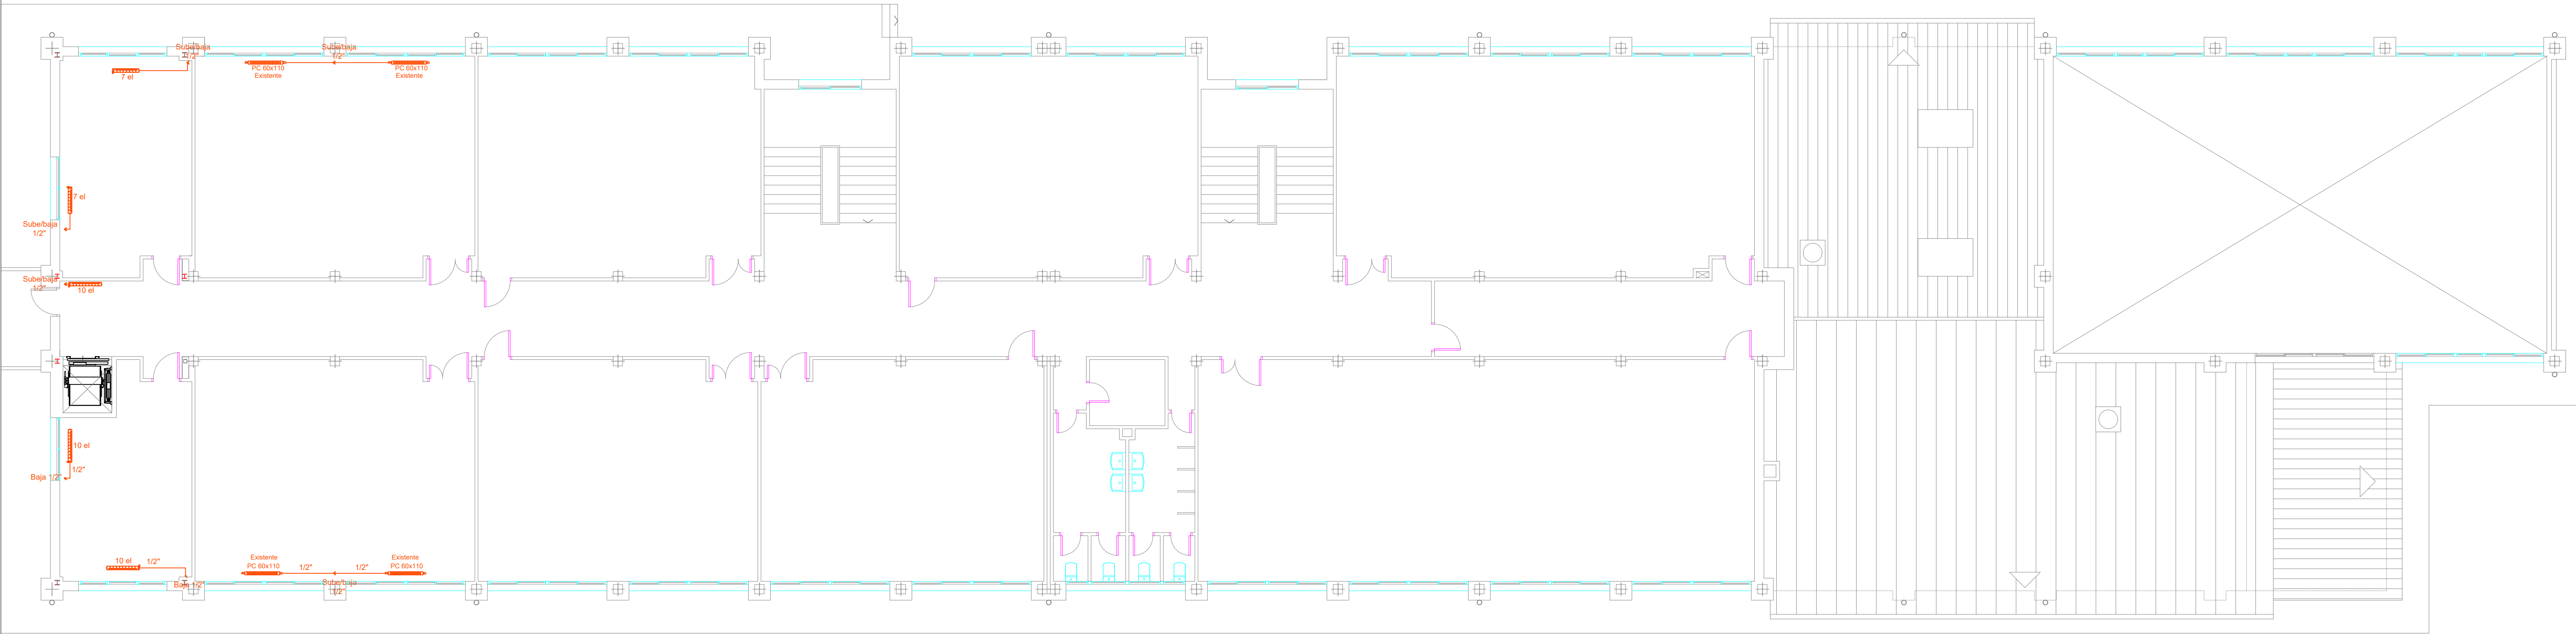 Sube/baja
1/2"
Sube/baja
1/2"
7 el
PC 60x110
Existente
PC 60x110
Existente
7 el
Sube/baja
1/2"
Sube/baja
1/2"
10 el
10 el
1/2"
Baja 1/2"
10 el
1/2"
Baja 1/2"
Existente
PC 60x110
1/2"
1/2"
Existente
PC 60x110
Sube/baja
1/2"